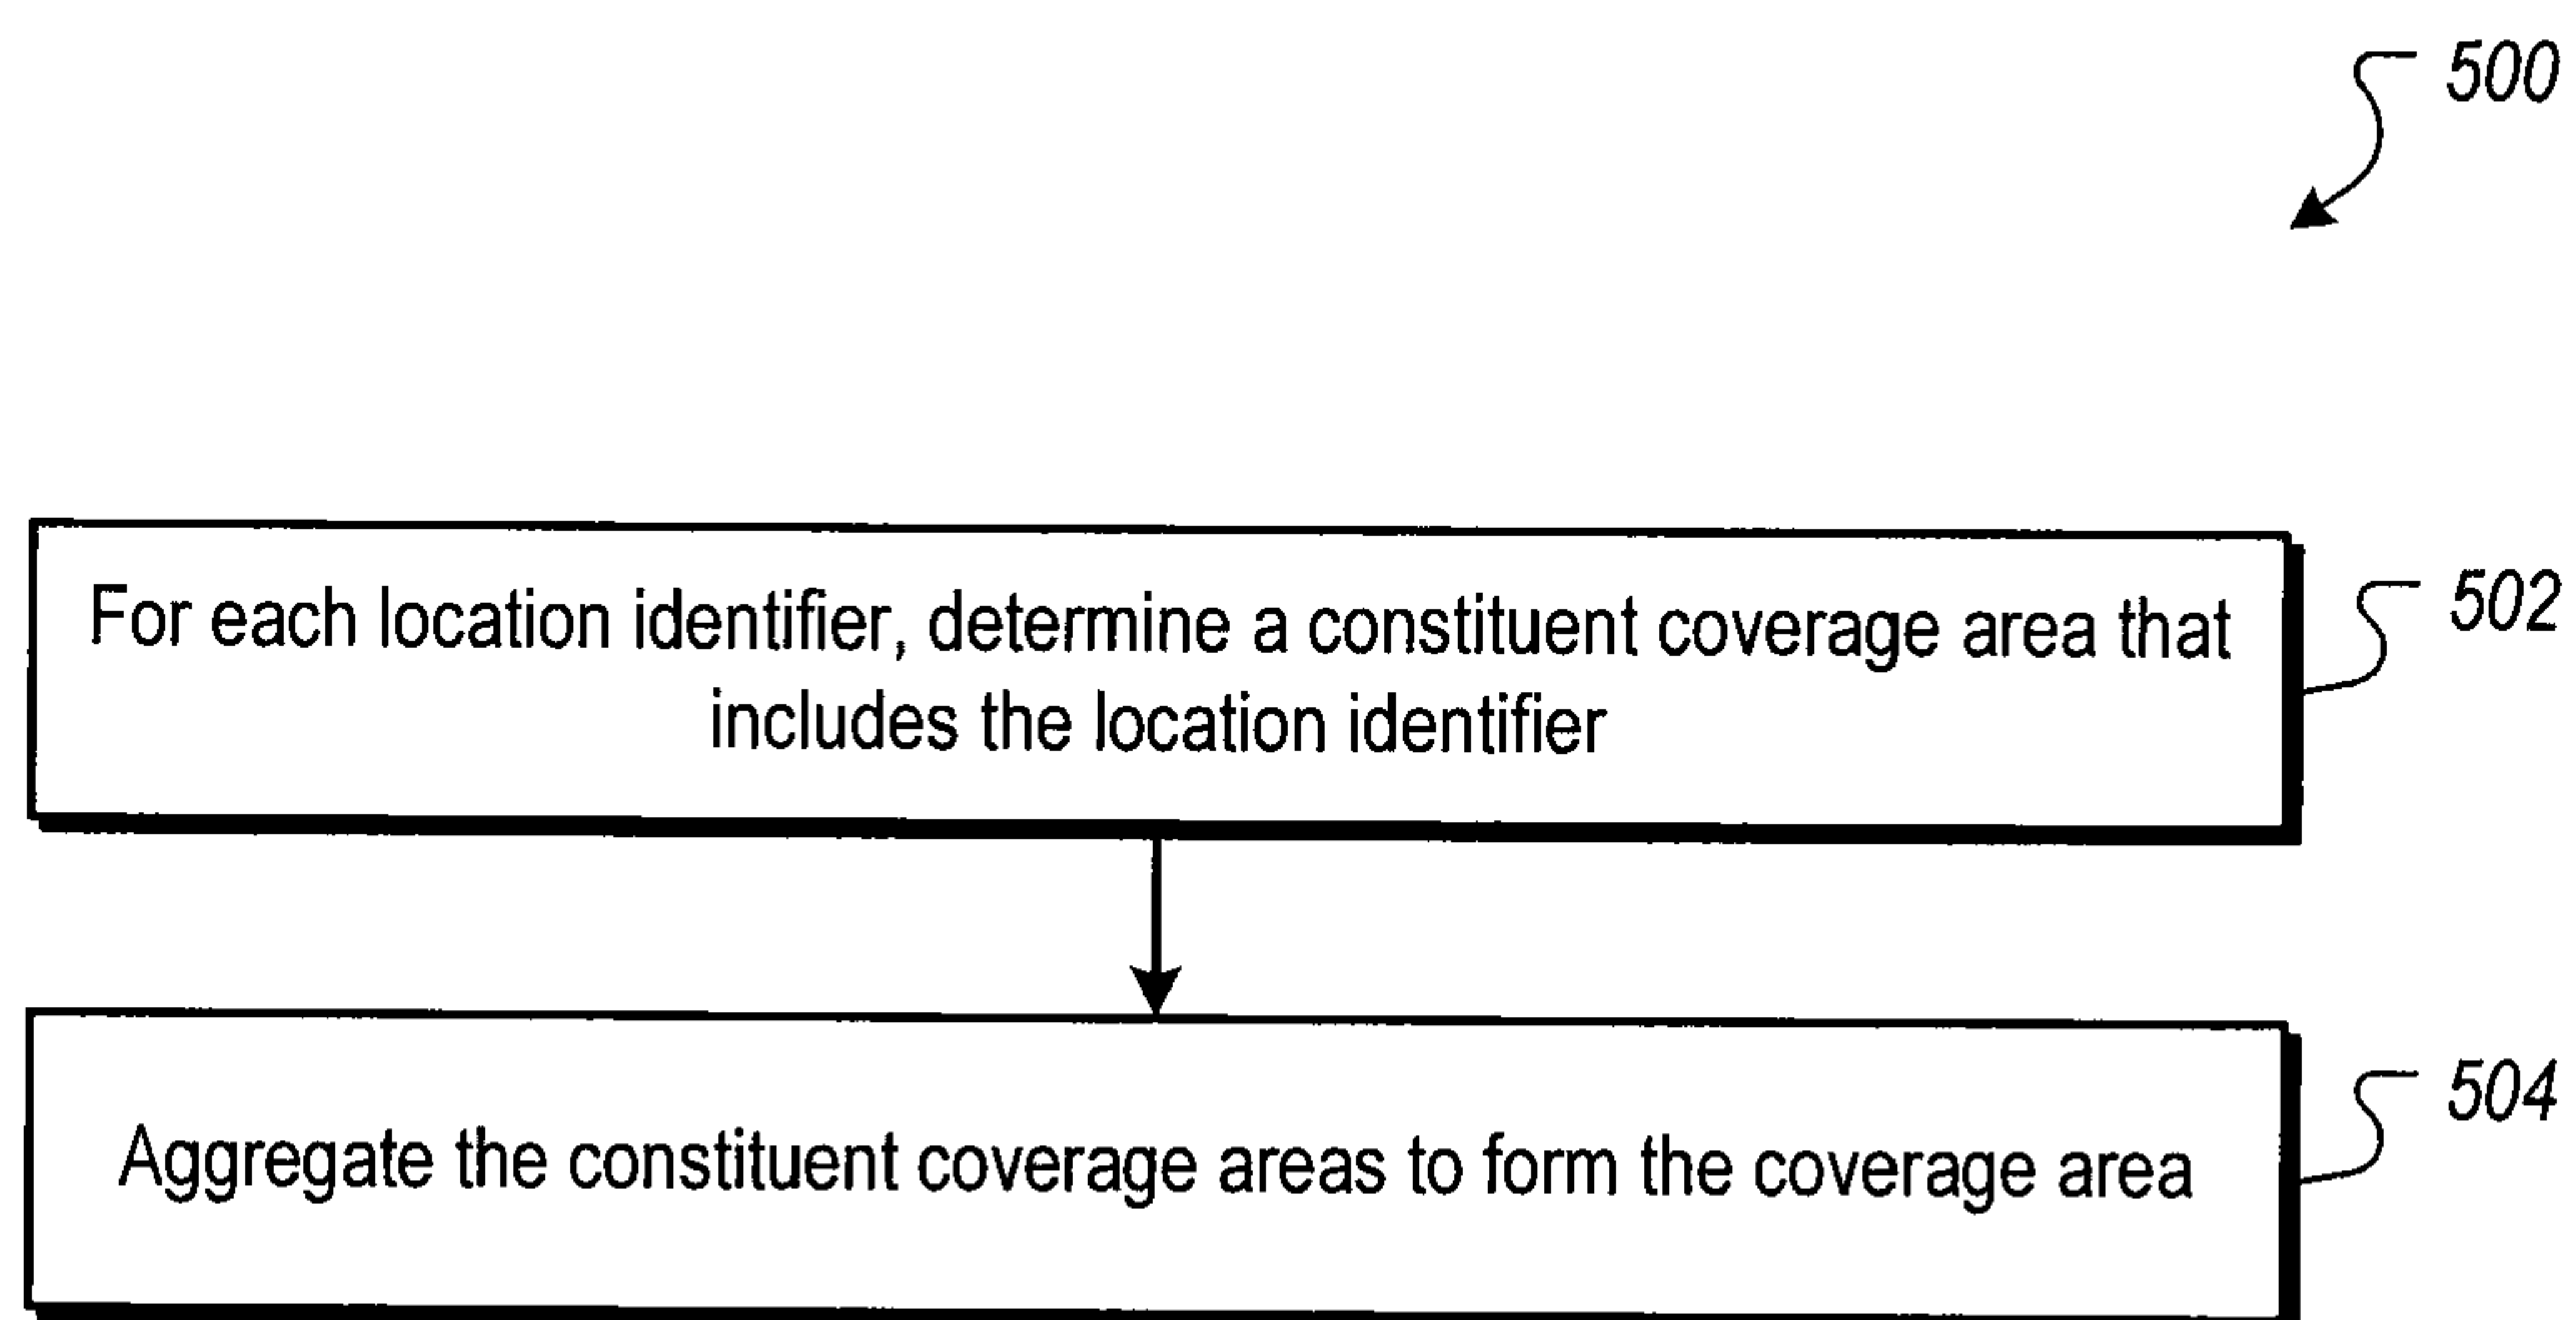 500
For each location identifier, determine a constituent coverage area that
includes the location identifier
502
Aggregate the constituent coverage areas to form the coverage area
504